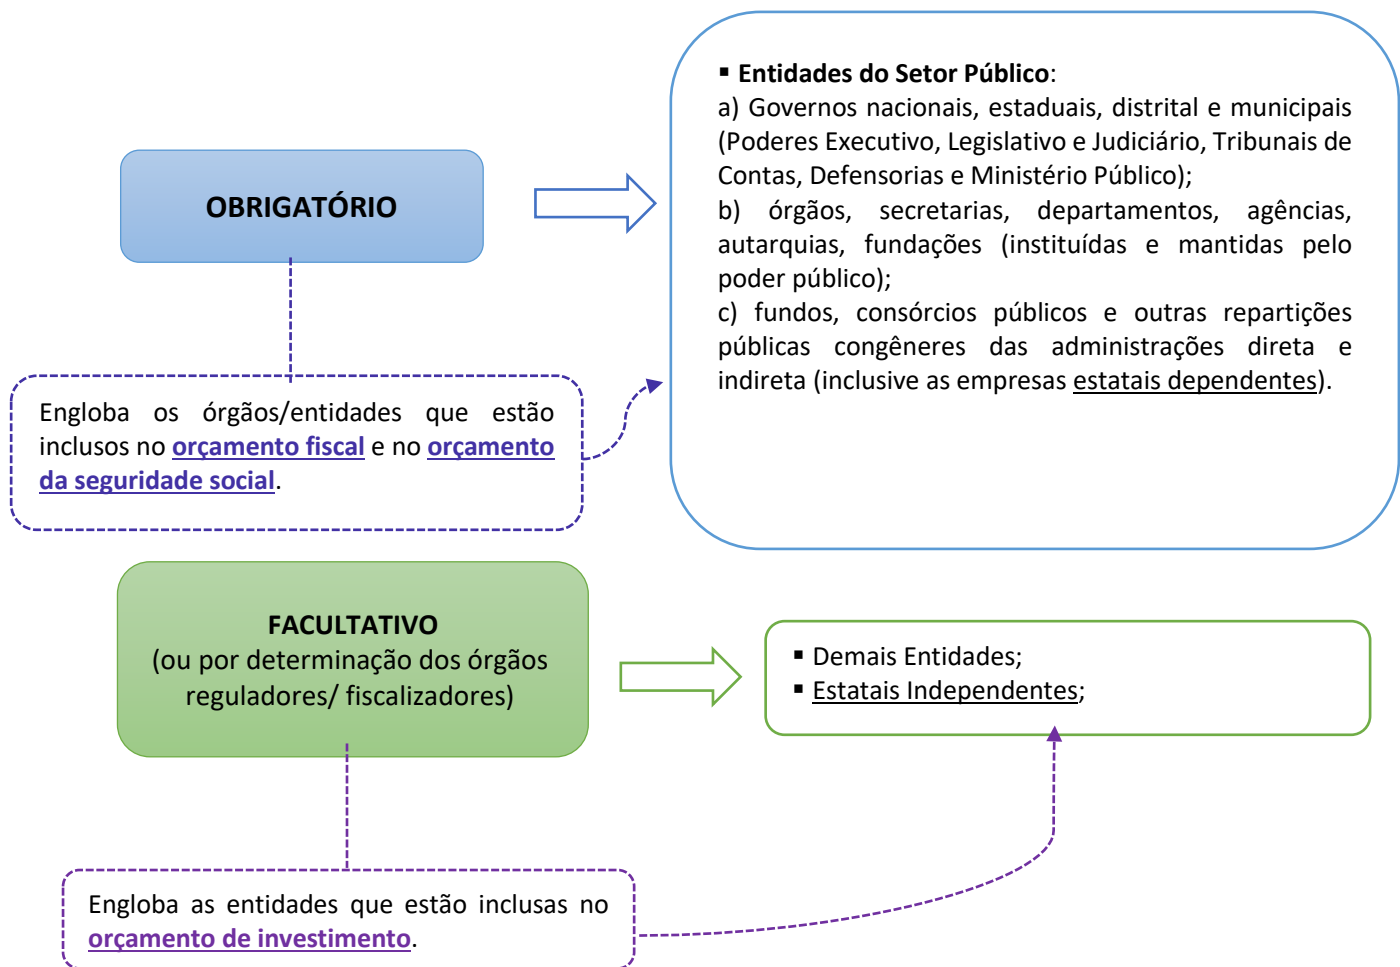 OBRIGATÓRIO
▪ Entidades do Setor Público:
a) Governos nacionais, estaduais, distrital e municipais
(Poderes Executivo, Legislativo e Judiciário, Tribunais de
Contas, Defensorias e Ministério Público);
b) órgãos, secretarias, departamentos, agências,
autarquias, fundações (instituídas e mantidas pelo
poder público);
c) fundos, consórcios públicos e outras repartições
públicas congêneres das administrações direta e
indireta (inclusive as empresas estatais dependentes).
Engloba os órgãos/entidades que estão
inclusos no orçamento fiscal e no orçamento
da seguridade social.
FACULTATIVO
(ou por determinação dos órgãos
reguladores/ fiscalizadores)
▪ Demais Entidades;
▪ Estatais Independentes;
Engloba as entidades que estão inclusas no
orçamento de investimento.